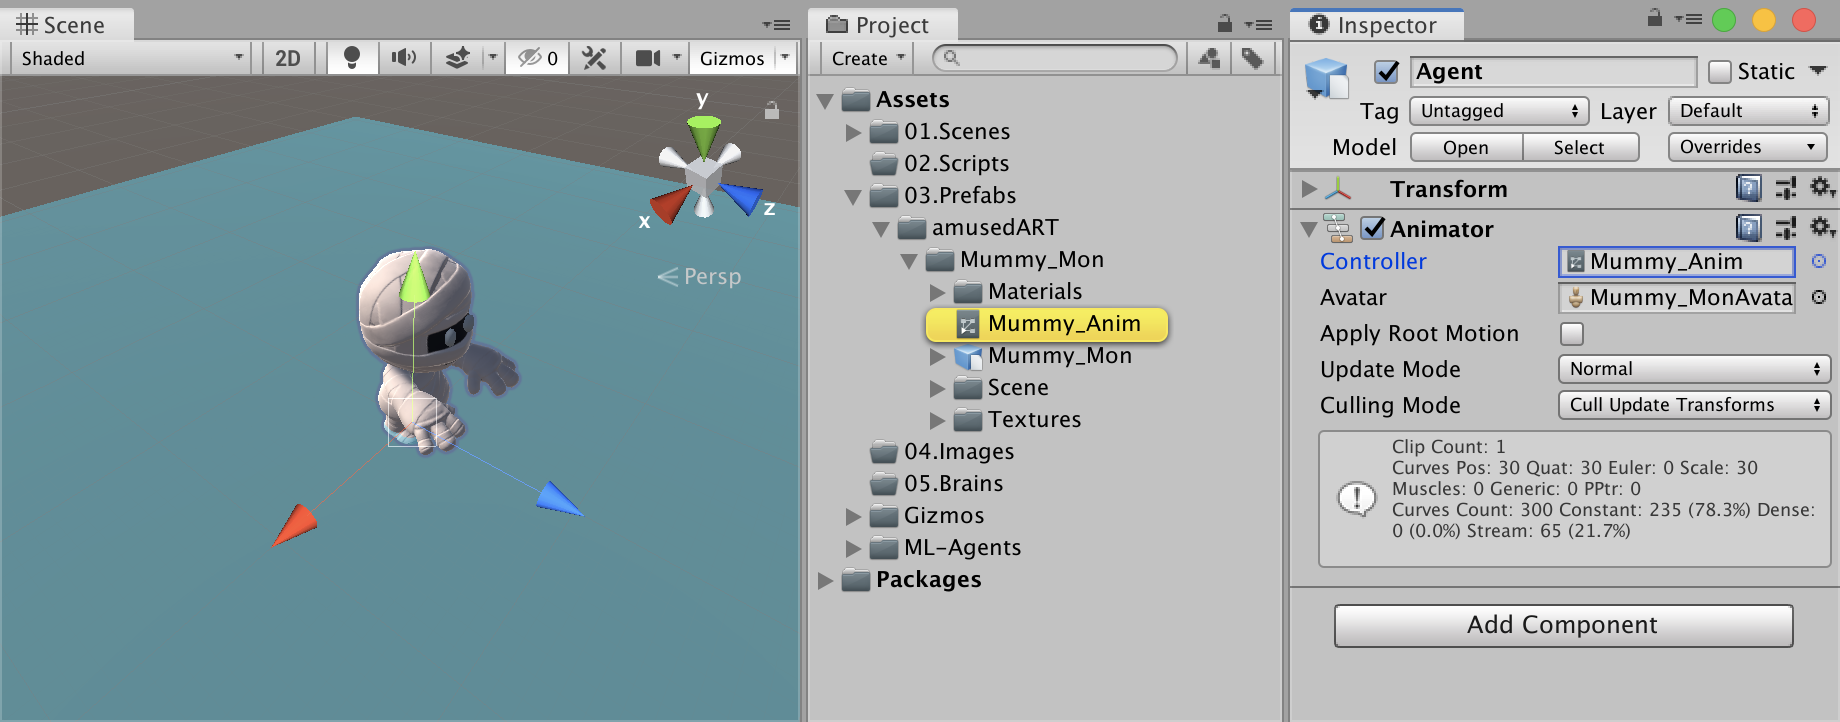 Scene
Shaded
2D
0
Gizmos
y
x
z
Persp
Project
Create
Assets
01.Scenes
02.Scripts
03.Prefabs
amusedART
Mummy_Mon
Materials
Mummy_Anim
Mummy_Mon
Scene
Textures
04.Images
05.Brains
Gizmos
ML-Agents
Packages
Inspector
Agent
Static
Tag Untagged Layer Default
Model Open Select Overrides
Transform
Animator
Controller Mummy_Anim
Avatar Mummy_MonAvata
Apply Root Motion
Update Mode Normal
Culling Mode Cull Update Transforms
Clip Count: 1
Curves Pos: 30 Quat: 30 Euler: 0 Scale: 30
Muscles: 0 Generic: 0 PPtr: 0
Curves Count: 300 Constant: 235 (78.3%) Dense:
0 (0.0%) Stream: 65 (21.7%)
Add Component